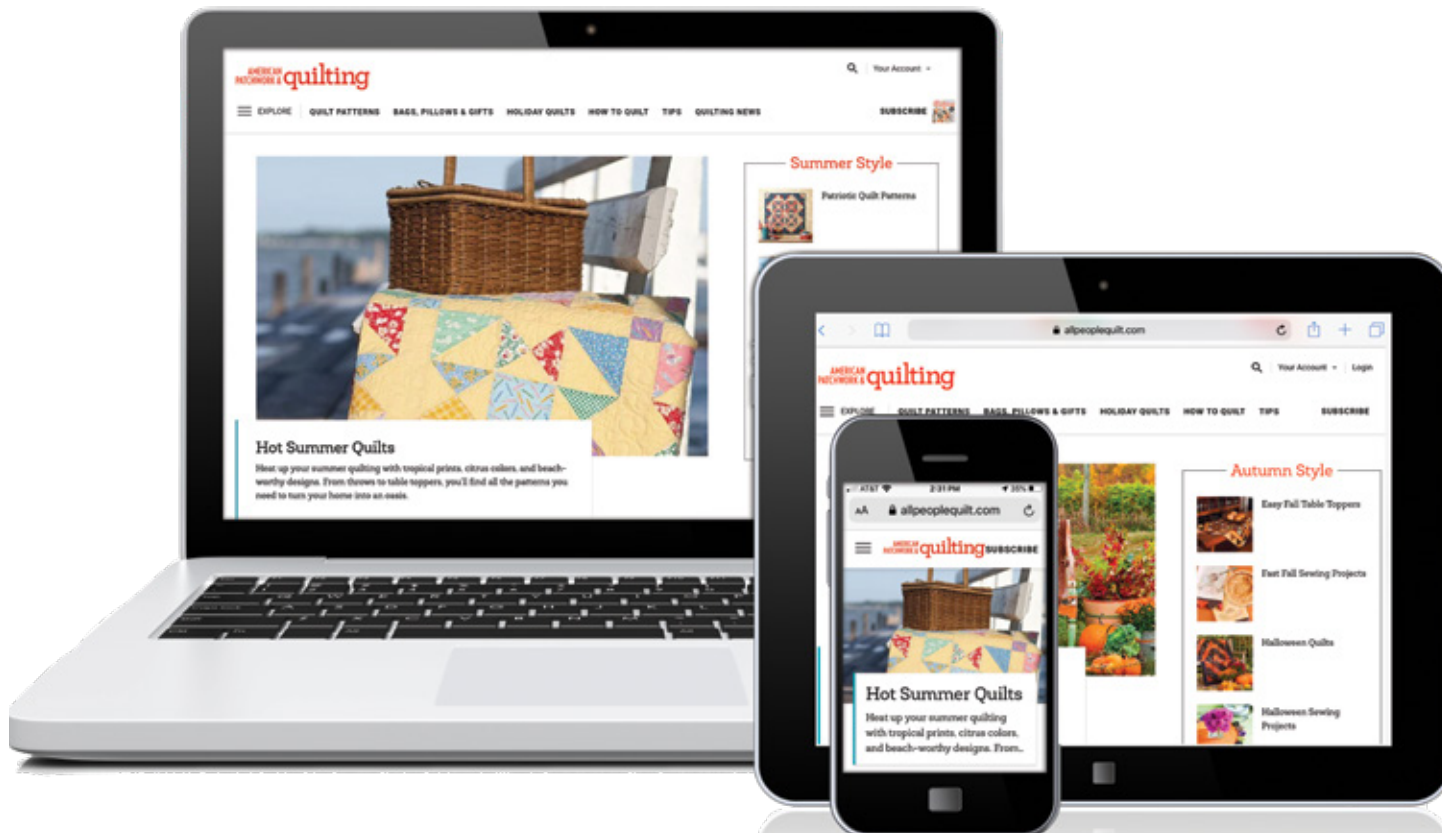 AMERICAN
PATCHWORK & quilting
Your Account
EXPLORE QUILT PATTERNS BAGS, PILLOWS & GIFTS HOLIDAY QUILTS HOW TO QUILT TIPS QUILTING NEWS SUBSCRIBE
Summer Style
Patriotic Quilt Patterns
Hot Summer Quilts
Heat up your summer quilting with tropical prints, citrus colors, and beach-
worthy designs. From throws to table toppers, you'll find all the patterns you
need to turn your home into an oasis.
allpeoplequilt.com
AMERICAN
PATCHWORK & quilting
Your Account Login
EXPLORE QUILT PATTERNS BAGS, PILLOWS & GIFTS HOLIDAY QUILTS HOW TO QUILT TIPS SUBSCRIBE
Autumn Style
Easy Fall Table Toppers
Fast Fall Sewing Projects
Halloween Quilts
Halloween Sewing
Projects
AT&T 2:31 PM 35%
AA allpeoplequilt.com
AMERICAN
PATCHWORK & quilting SUBSCRIBE
Hot Summer Quilts
Heat up your summer quilting
with tropical prints, citrus colors,
and beach-worthy designs. From...